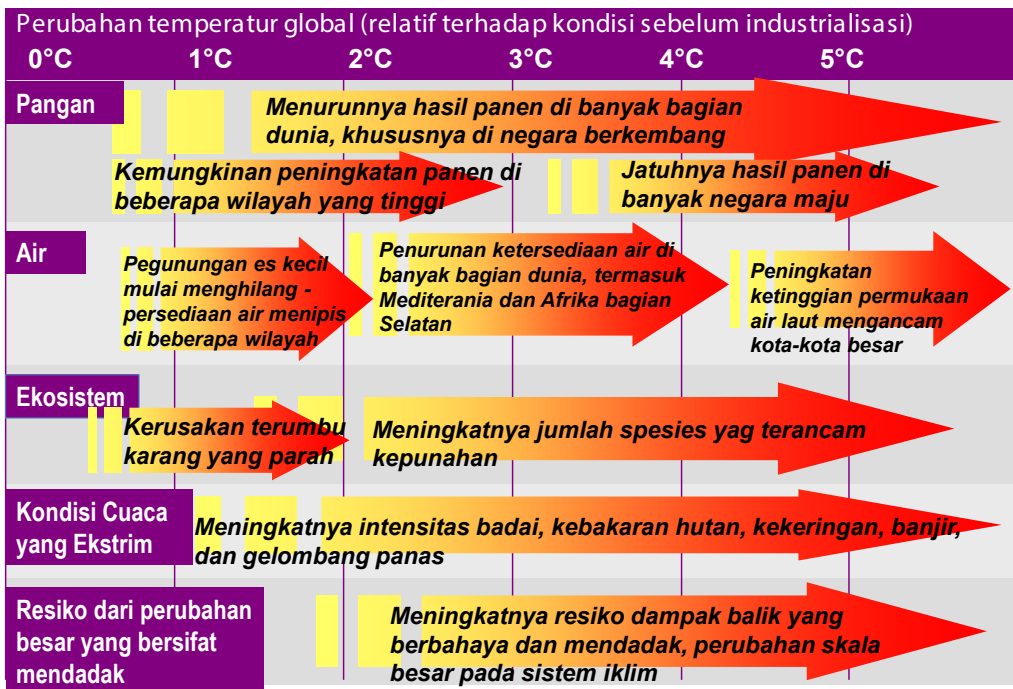 Perubahan temperatur global (relatif terhadap kondisi sebelum industrialisasi)
0°C 1°C 2°C 3°C 4°C 5°C
Pangan
Menurunnya hasil panen di banyak bagian
dunia, khususnya di negara berkembang
Kemungkinan peningkatan panen di
beberapa wilayah yang tinggi
Jatuhnya hasil panen di
banyak negara maju
Air
Pegunungan es kecil
mulai menghilang -
persediaan air menipis
di beberapa wilayah
Penurunan ketersediaan air di
banyak bagian dunia, termasuk
Mediterania dan Afrika bagian
Selatan
Peningkatan
ketinggian permukaan
air laut mengancam
kota-kota besar
Ekosistem
Kerusakan terumbu
karang yang parah
Meningkatnya jumlah spesies yag terancam
kepunahan
Kondisi Cuaca
yang Ekstrim
Meningkatnya intensitas badai, kebakaran hutan, kekeringan, banjir,
dan gelombang panas
Resiko dari perubahan
besar yang bersifat
mendadak
Meningkatnya resiko dampak balik yang
berbahaya dan mendadak, perubahan skala
besar pada sistem iklim